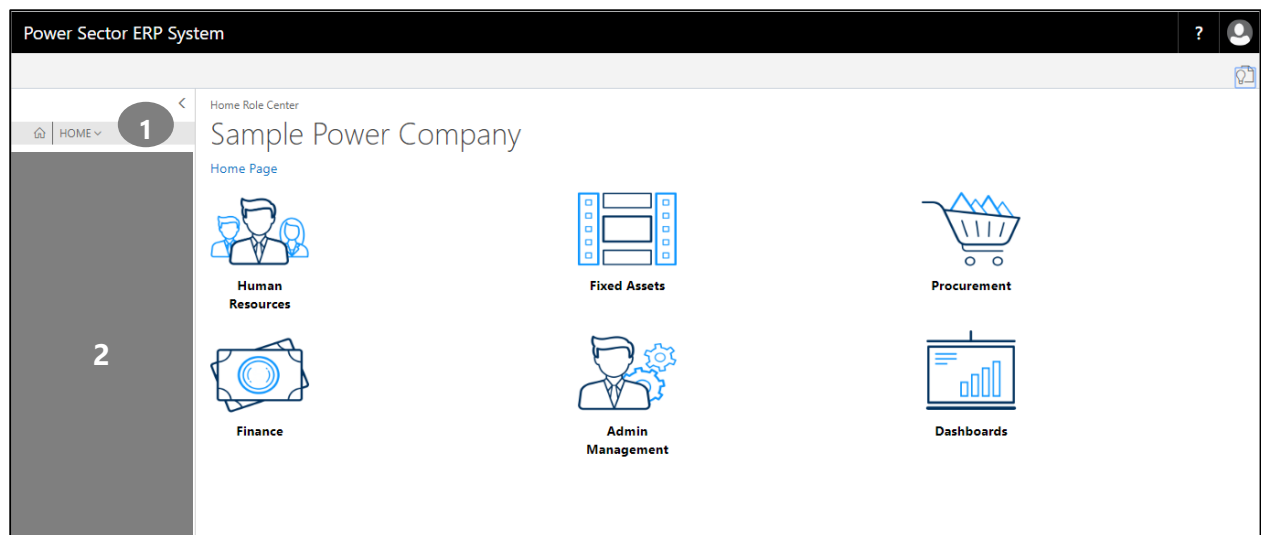 Power Sector ERP System
?
<
Home Role Center
HOME
1
Sample Power Company
Home Page
Human
Resources
Fixed Assets
Procurement
2
Finance
Admin
Management
Dashboards